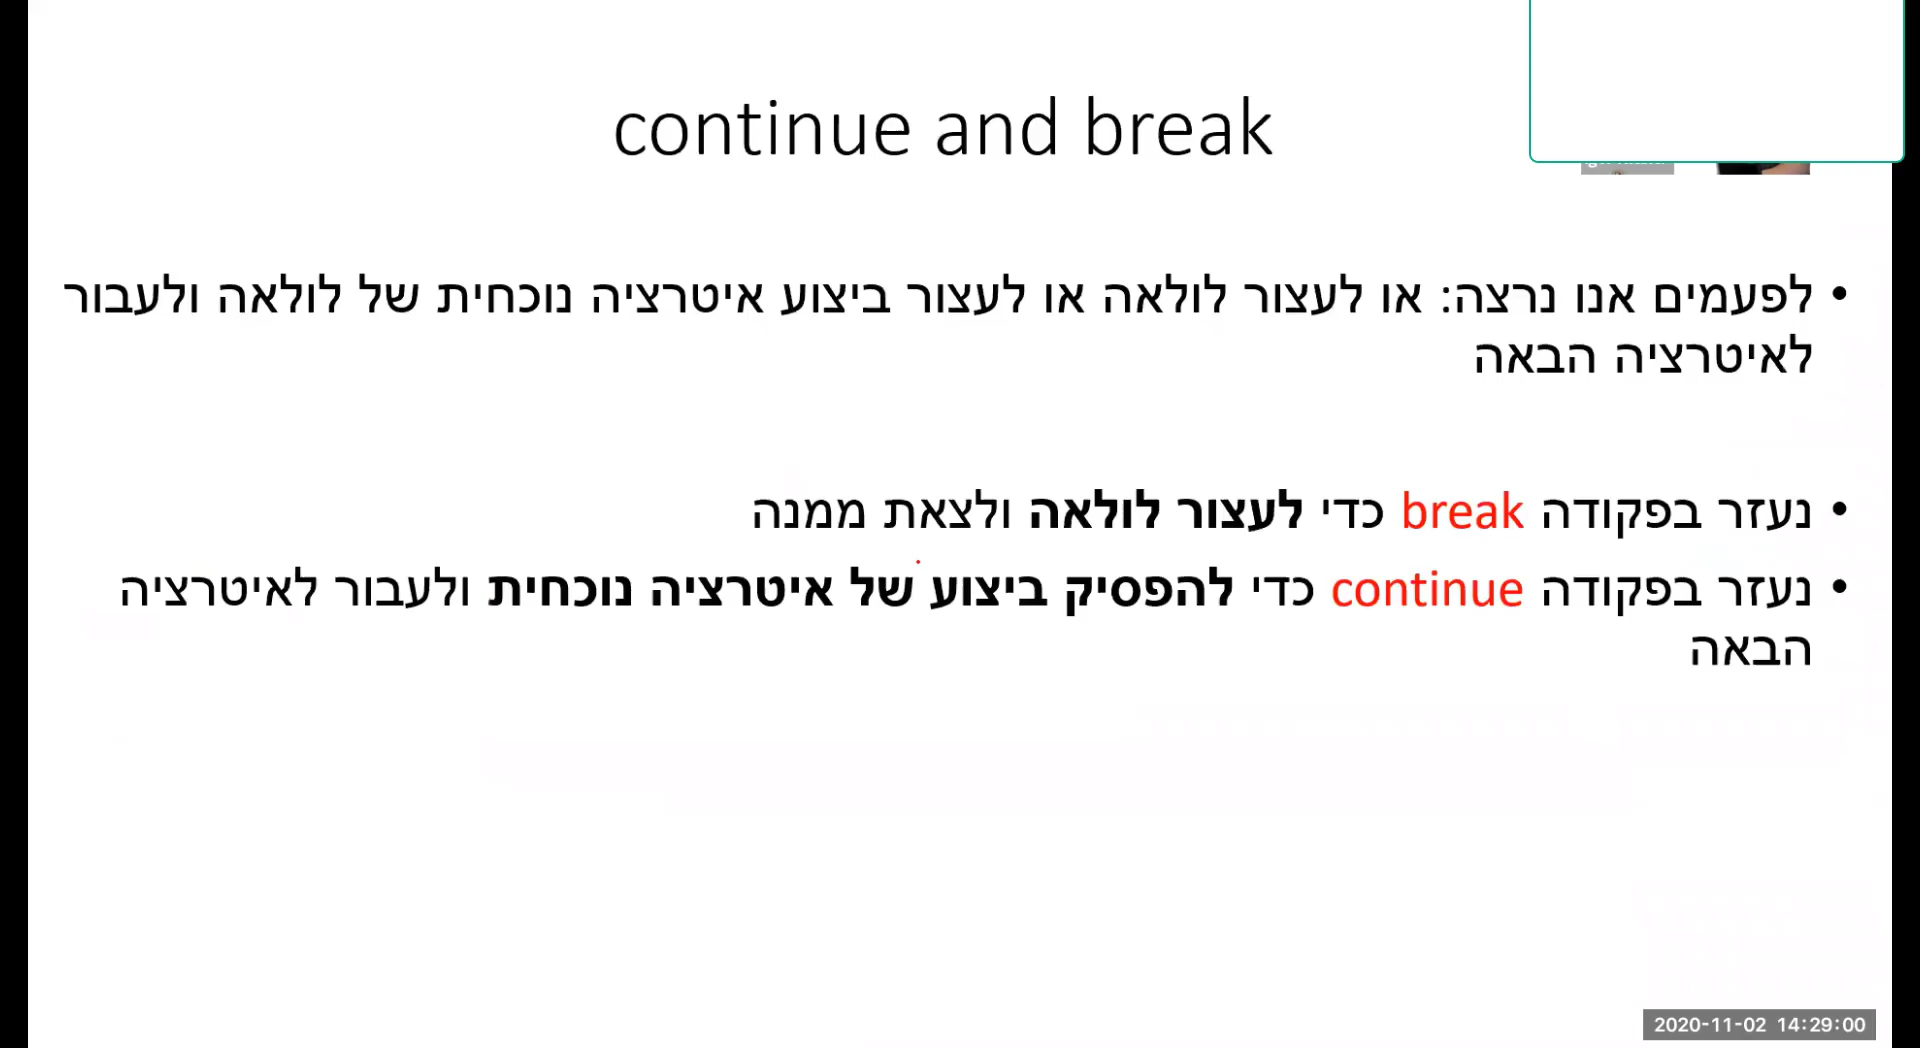 continue and break
• לפעמים אנו נרצה: או לעצור לולאה או לעצור ביצוע איטרציה נוכחית של לולאה ולעבור
לאיטרציה הבאה
• נעזר בפקודה break כדי לעצור לולאה ולצאת ממנה
• נעזר בפקודה continue כדי להפסיק ביצוע של איטרציה נוכחית ולעבור לאיטרציה
הבאה
2020-11-02 14:29:00